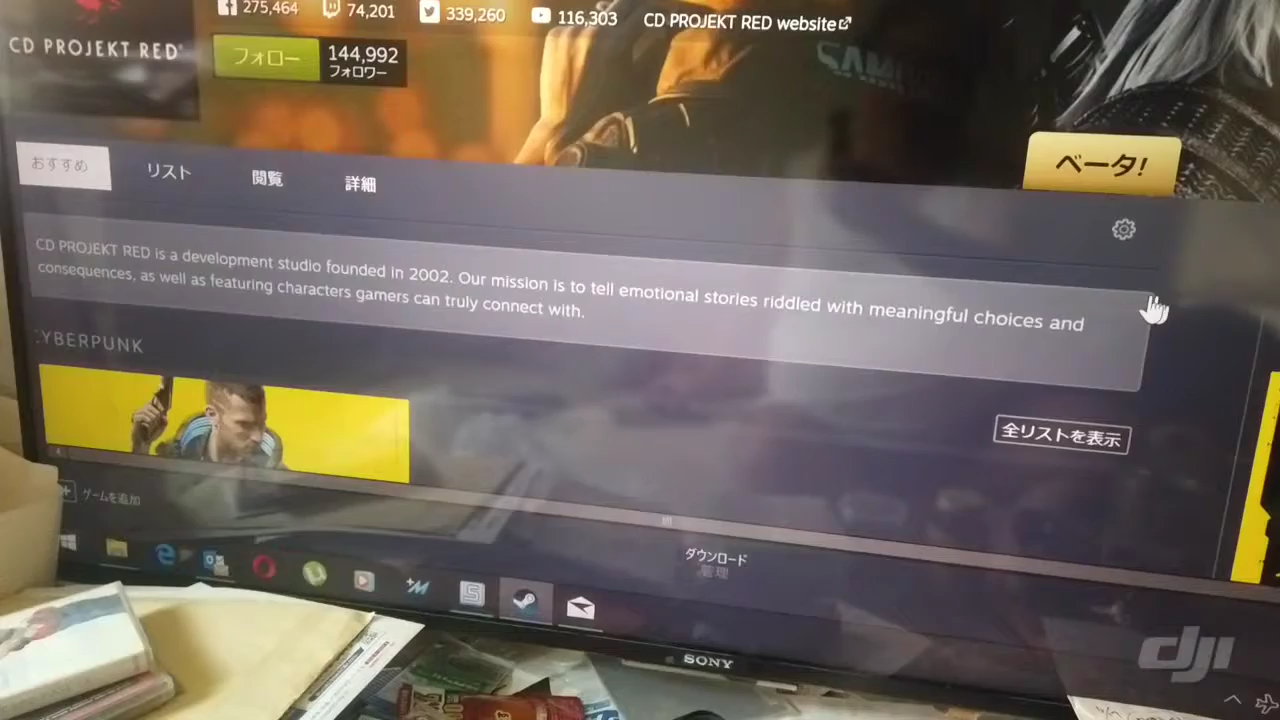 275,464
74,201
339,260
116,303
CD PROJEKT RED website
CD PROJEKT RED
フォロー
144,992
フォロワー
ベータ!
おすすめ
リスト
閲覧
詳細
CD PROJEKT RED is a development studio founded in 2002. Our mission is to tell emotional stories riddled with meaningful choices and
consequences, as well as featuring characters gamers can truly connect with.
YBERPUNK
全リストを表示
ゲームを追加
ダウンロード
管理
SONY
dji